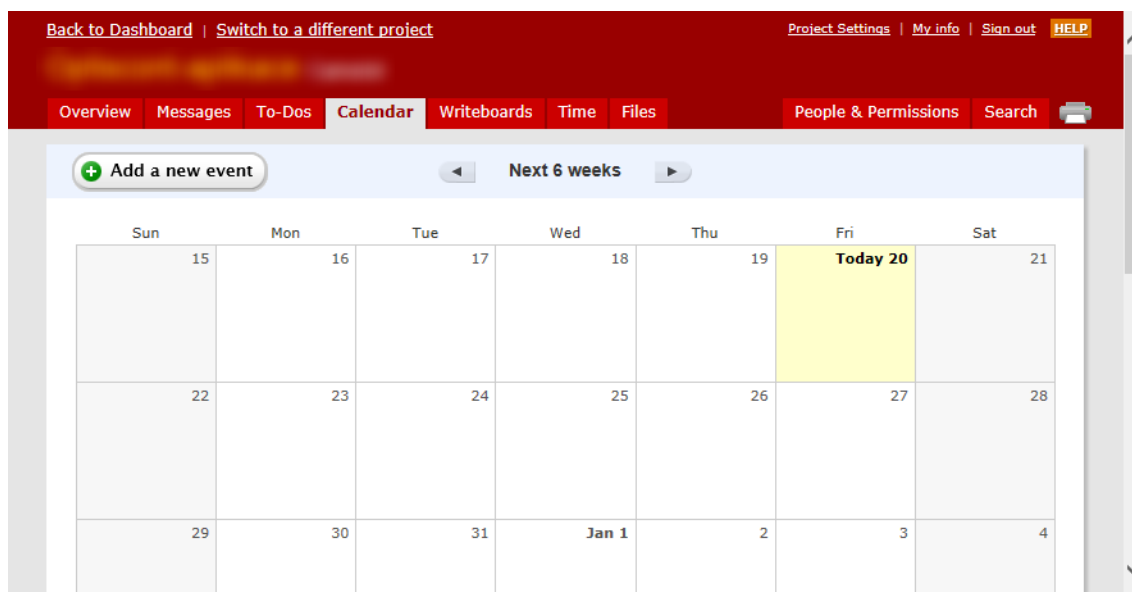 Back to Dashboard | Switch to a different project Project Settings | My info | Sign out HELP
Overview Messages To-Dos Calendar Writeboards Time Files People & Permissions Search
Add a new event Next 6 weeks
Sun Mon Tue Wed Thu Fri Sat
15 16 17 18 19 Today 20 21
22 23 24 25 26 27 28
29 30 31 Jan 1 2 3 4